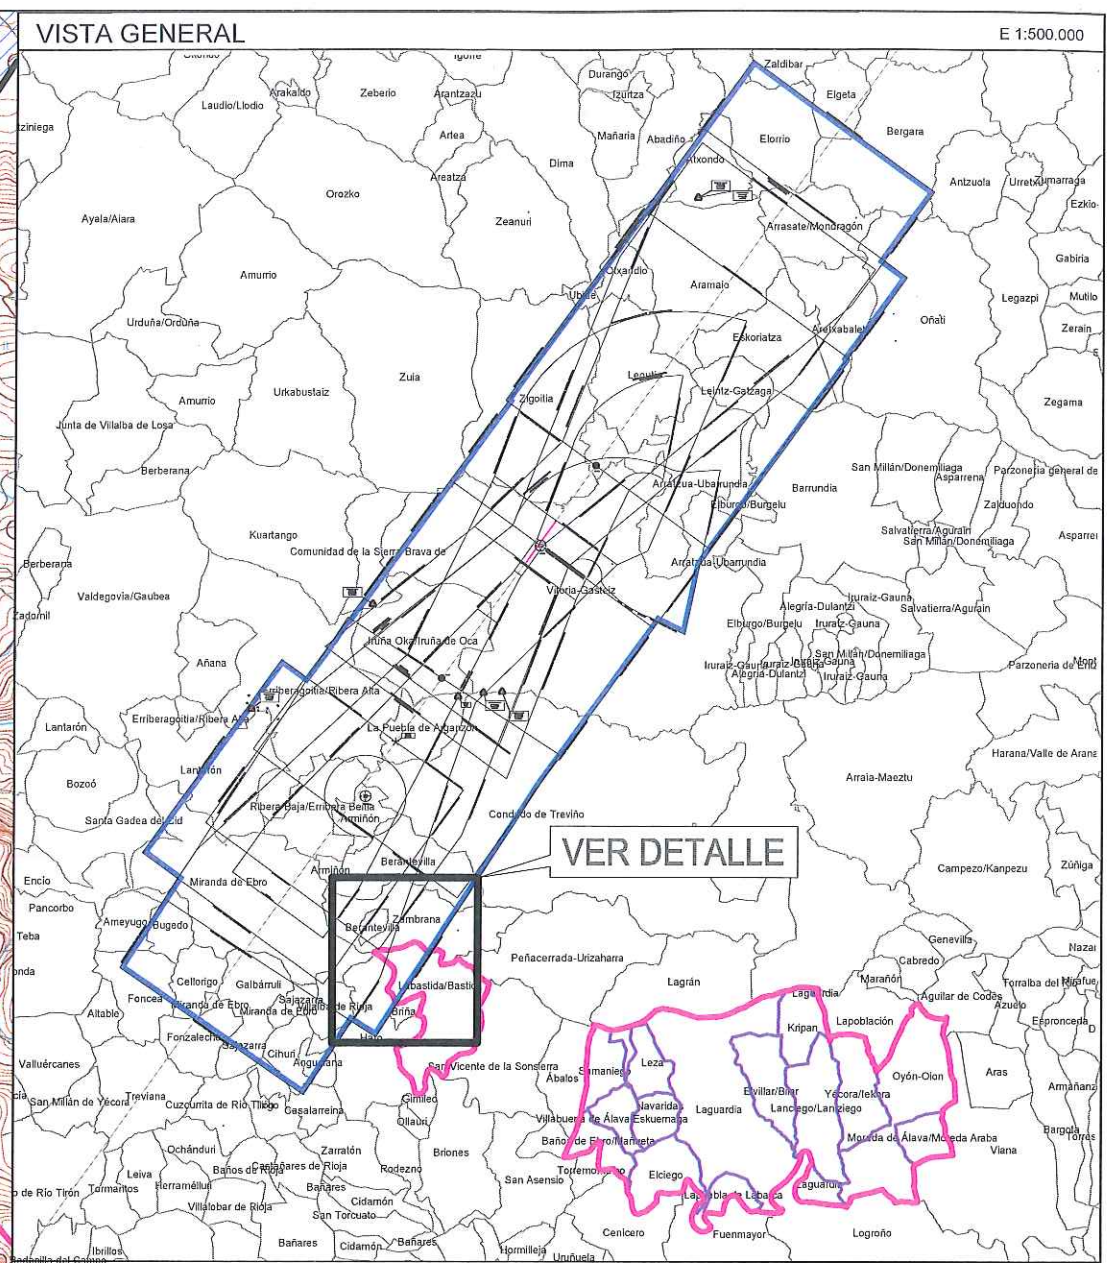 VISTA GENERAL
E 1:500.000
Zaldibar
Durango
Izurtza
Elgeta
Arakaldo
Zeberio
Arantzazu
Laudio/Llodio
Artea
Mañaria
Abadiño
Elorrio
Bergara
Atxondo
Dima
Areatza
Antzuola
Urretxu
Zumarraga
Orozko
Ezkio-
Ayala/Aiara
Zeanuri
Arrasate/Mondragón
Gabiria
Amurrio
Otxandio
Aramaio
Ubide
Legazpi
Mutilo
Urduña/Orduña
Oñati
Zerain
Eskoriatza
Zuia
Urkabustaiz
Leintz-Gatzaga
Amurrio
Zigoitia
Zegama
Junta de Villalba de Losa
Berberana
San Millán/Donemiliaga
Parzonería general de
Asparrena
Arratzua-Ubarrundia
Barrundia
Elburgo/Burgelu
Zalduondo
Kuartango
Salvatierra/Agurain
San Millán/Donemiliaga
Asparre
Comunidad de la Sierra Brava de
Berberana
Arratzua-Ubarrundia
Valdegovía/Gaubea
Vitoria-Gasteiz
Iruraiz-Gauna
Alegría-Dulantzi
Salvatierra/Agurain
Elburgo/Burgelu
Iruraiz-Gauna
Iruña Oka/Iruña de Oca
San Millán/Donemiliaga
Añana
Alegría-Dulantzi
Iruraiz-Gauna
Erriberagoitia/Ribera Alta
Erriberagoitia/Ribera Alta
Lantarón
La Puebla de Arganzón
Harana/Valle de Arana
Lantarón
Arraia-Maeztu
Bozoó
Ribera Baja/Erribera Beitia
Armiñón
Condado de Treviño
Santa Gadea del Cid
VER DETALLE
Berantevilla
Armiñón
Campezo/Kanpezu
Zúñiga
Encío
Miranda de Ebro
Pancorbo
Ameyugo
Bugedo
Zambrana
Berantevilla
Teba
Genevilla
Nazar
Peñacerrada-Urizaharra
Cabredo
Lagrán
Marañón
Cellorigo
Galbárruli
Labastida/Bastida
Foncea
Miranda de Ebro
Sajazarra
Villalba de Rioja
Laguardia
Aguilar de Codés
Azuelo
Altable
Miranda de Ebro
Briñas
Kripan
Lapoblación
Espronceda
Fonzaleche
Sajazarra
Haro
Cihuri
Anguciana
Valluércanes
San Vicente de la Sonsierra
Leza
Ábalos
Samaniego
Oyón-Oion
Aras
Armañanz
Treviana
San Millán de Yécora
Cuzcurrita de Río Tirón
Casalarreina
Gimileo
Elvillar/Bilar
Yécora/Iekora
Navaridas
Laguardia
Lanciego/Lantziego
Ollauri
Villabuena de Álava/Eskuernaga
Bargota
Torres
Baños de Ebro/Mañueta
Moreda de Álava/Moreda Araba
Viana
Ochánduri
Zarratón
Briones
Castañares de Rioja
Leiva
Baños de Rioja
Rodezno
Elciego
San Asensio
Herramélluri
Tormantos
Bañares
o de Río Tirón
Cidamón
Laguardia
Lapuebla de Labarca
Villalobar de Rioja
San Torcuato
Cenicero
Fuenmayor
Logroño
Bañares
Cidamón
Bañares
Ibrillos
Hormilleja
Uruñuela